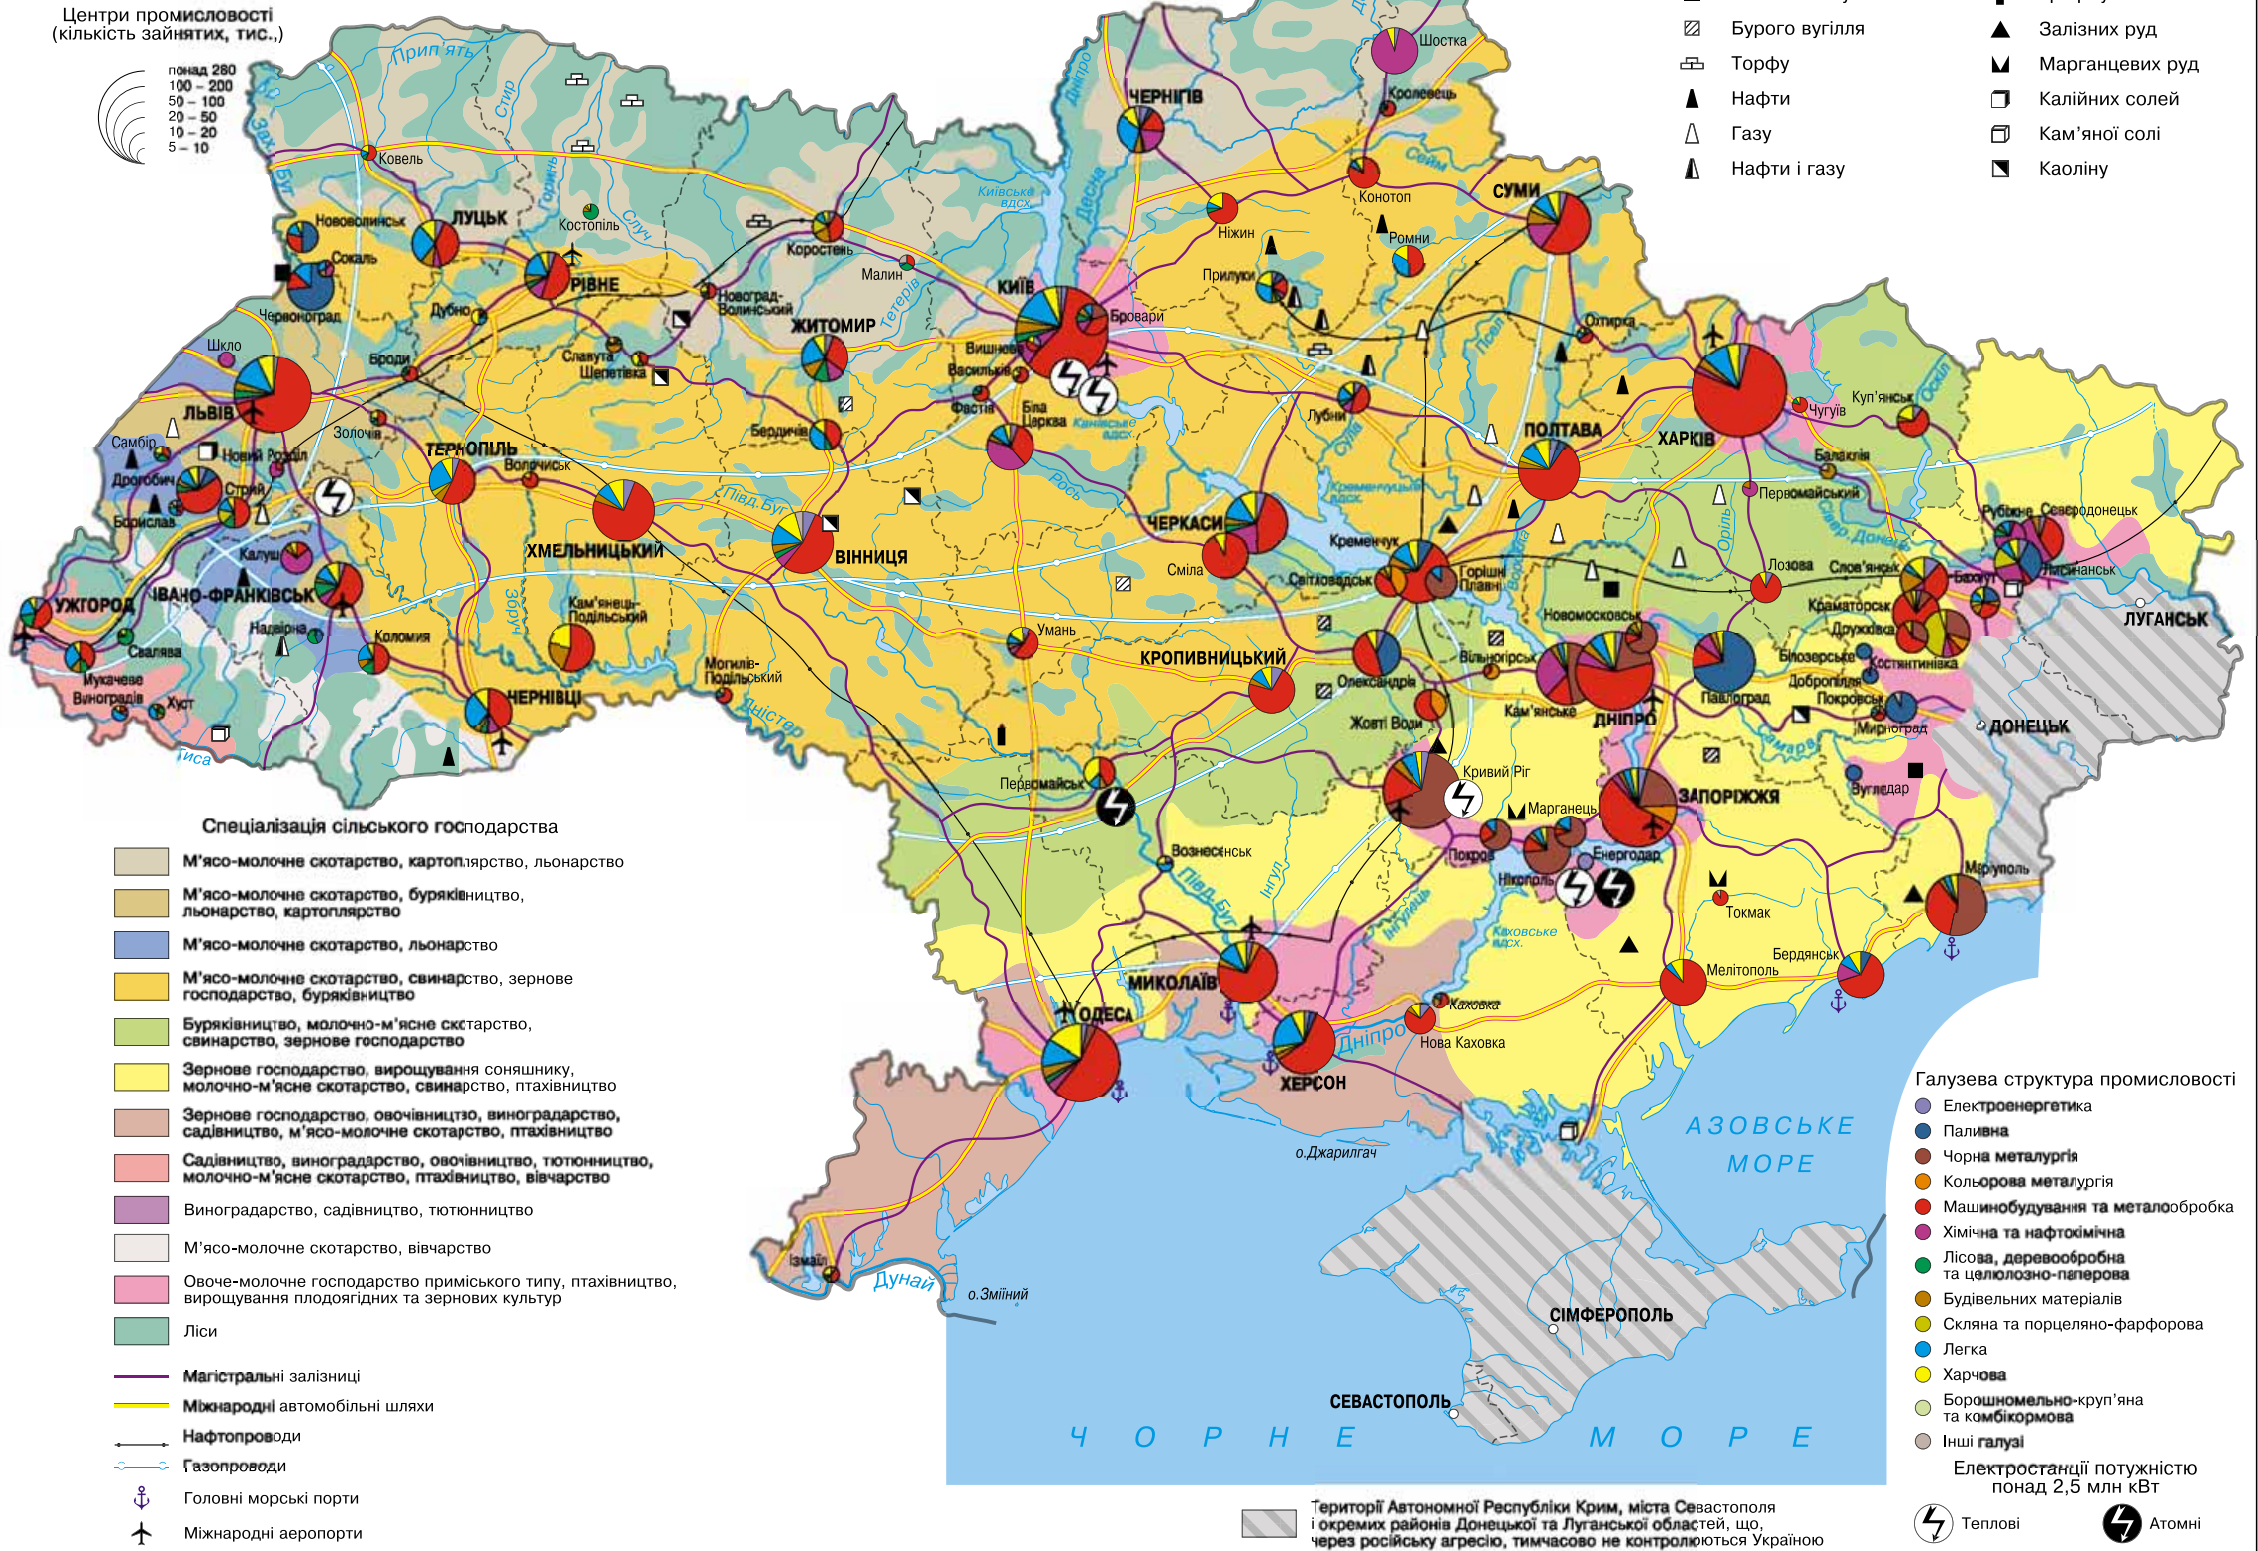 Центри промисловості
(кількість зайнятих, тис.,)
понад 280
100 – 200
50 – 100
20 – 50
10 – 20
5 – 10
Бурого вугілля
Торфу
Нафти
Газу
Нафти і газу
Залізних руд
Марганцевих руд
Калійних солей
Кам'яної солі
Каоліну
Прип'ять
Стир
Зах. Буг
Горинь
Случ
Дніпро
Десна
Сейм
Київське вдсх.
Тетерів
Шостка
Кролевець
ЧЕРНІГІВ
Ковель
Конотоп
СУМИ
Ніжин
Ромни
Нововолинськ
ЛУЦЬК
Костопіль
Коростень
Малин
Сокаль
РІВНЕ
Прилуки
Червоноград
Дубно
Новоград-
Волинський
ЖИТОМИР
КИЇВ
Бровари
Вишневе
Охтирка
Псел
Шкло
Броди
Славута
Шепетівка
Васильків
Фастів
Біла
Церква
Канівське
вдсх.
Лубни
Сула
ПОЛТАВА
ХАРКІВ
Чугуїв
Куп'янськ
Оскіл
ЛЬВІВ
Золочів
Бердичів
Самбір
Новий Розділ
ТЕРНОПІЛЬ
Волочиськ
Балаклія
Первомайський
Дрогобич
Стрий
Борислав
Півд.Буг
Рось
Кременчуцьке
вдсх.
Оріль
Сівер. Донець
Рубіжне
Сєвєродонецьк
ХМЕЛЬНИЦЬКИЙ
ВІННИЦЯ
ЧЕРКАСИ
Сміла
Кременчук
Світловодськ
Горішні
Плавні
Ворскла
Лозова
Слов'янськ
Бахмут
Лисичанськ
Калуш
ІВАНО-ФРАНКІВСЬК
УЖГОРОД
Кам'янець-
Подільський
Збруч
Новомосковськ
Краматорськ
Дружківка
ЛУГАНСЬК
Надвірна
Коломия
Свалява
Умань
КРОПИВНИЦЬКИЙ
Вільногірськ
Білозерське
Костянтинівка
Мукачеве
Виноградів
Хуст
Могилів-
Подільський
Олександрія
Кам'янське
ДНІПРО
Павлоград
Добропілля
Покровськ
ЧЕРНІВЦІ
Дністер
Жовті Води
Самара
Мирноград
ДОНЕЦЬК
Тиса
Первомайськ
Кривий Ріг
Марганець
ЗАПОРІЖЖЯ
Вугледар
Вознесенськ
Інгул
Півд.Буг
Покров
Нікополь
Енергодар
Маріуполь
Інгулець
Каховське
вдсх.
Токмак
Бердянськ
Мелітополь
МИКОЛАЇВ
Каховка
Нова Каховка
Дніпро
ОДЕСА
ХЕРСОН
о.Джарилгач
АЗОВСЬКЕ
МОРЕ
Ізмаїл
Дунай
о.Зміїний
СІМФЕРОПОЛЬ
СЕВАСТОПОЛЬ
ЧОРНЕ МОРЕ
Спеціалізація сільського господарства
М'ясо-молочне скотарство, картоплярство, льонарство
М'ясо-молочне скотарство, буряківництво,
льонарство, картоплярство
М'ясо-молочне скотарство, льонарство
М'ясо-молочне скотарство, свинарство, зернове
господарство, буряківництво
Буряківництво, молочно-м'ясне скотарство,
свинарство, зернове господарство
Зернове господарство, вирощування соняшнику,
молочно-м'ясне скотарство, свинарство, птахівництво
Зернове господарство, овочівництво, виноградарство,
садівництво, м'ясо-молочне скотарство, птахівництво
Садівництво, виноградарство, овочівництво, тютюнництво,
молочно-м'ясне скотарство, птахівництво, вівчарство
Виноградарство, садівництво, тютюнництво
М'ясо-молочне скотарство, вівчарство
Овоче-молочне господарство приміського типу, птахівництво,
вирощування плодоягідних та зернових культур
Ліси
Магістральні залізниці
Міжнародні автомобільні шляхи
Нафтопроводи
Газопроводи
Головні морські порти
Міжнародні аеропорти
Галузева структура промисловості
Електроенергетика
Паливна
Чорна металургія
Кольорова металургія
Машинобудування та металообробка
Хімічна та нафтохімічна
Лісова, деревообробна
та целюлозно-паперова
Будівельних матеріалів
Скляна та порцеляно-фарфорова
Легка
Харчова
Борошномельно-круп'яна
та комбікормова
Інші галузі
Електростанції потужністю
понад 2,5 млн кВт
Теплові
Атомні
Території Автономної Республіки Крим, міста Севастополя
і окремих районів Донецької та Луганської областей, що,
через російську агресію, тимчасово не контролюються Україною